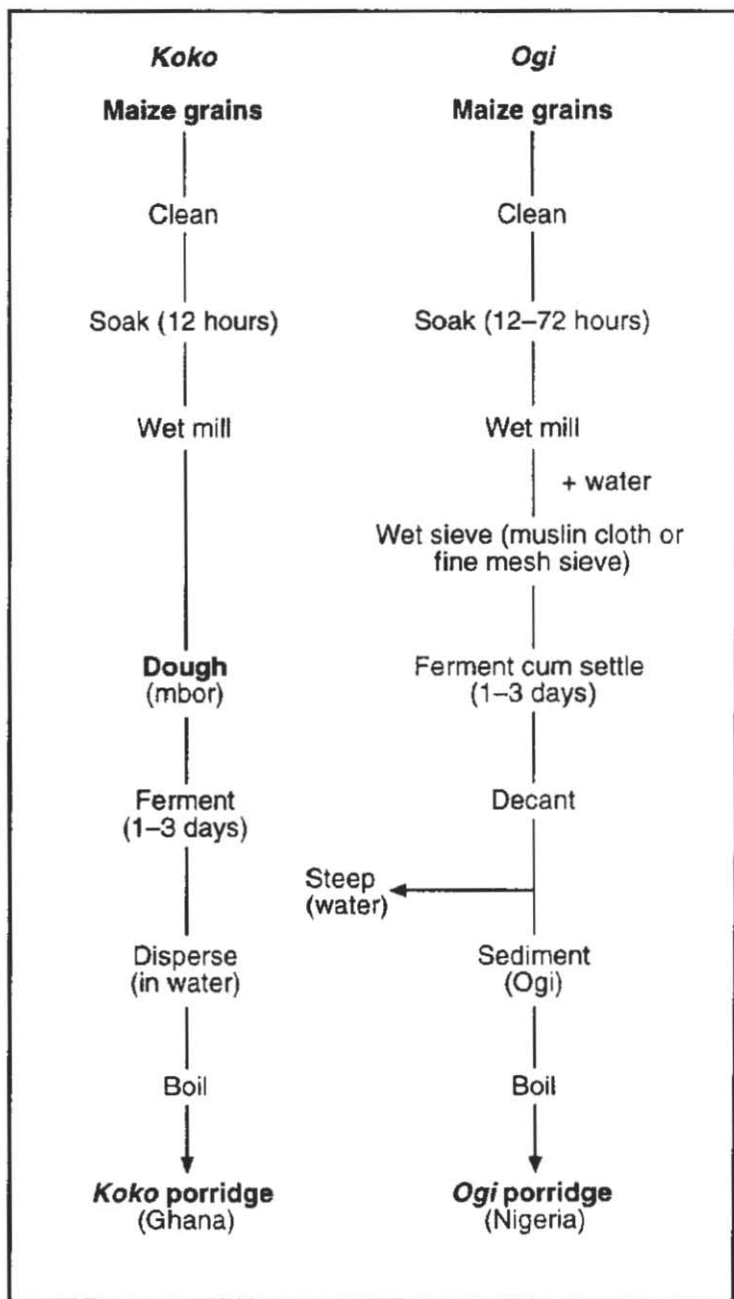 Koko
Maize grains
Clean
Soak (12 hours)
Wet mill
Dough
(mbor)
Ferment
(1–3 days)
Disperse
(in water)
Boil
Koko porridge
(Ghana)
Ogi
Maize grains
Clean
Soak (12–72 hours)
Wet mill
+ water
Wet sieve (muslin cloth or
fine mesh sieve)
Ferment cum settle
(1–3 days)
Decant
Steep
(water)
Sediment
(Ogi)
Boil
Ogi porridge
(Nigeria)